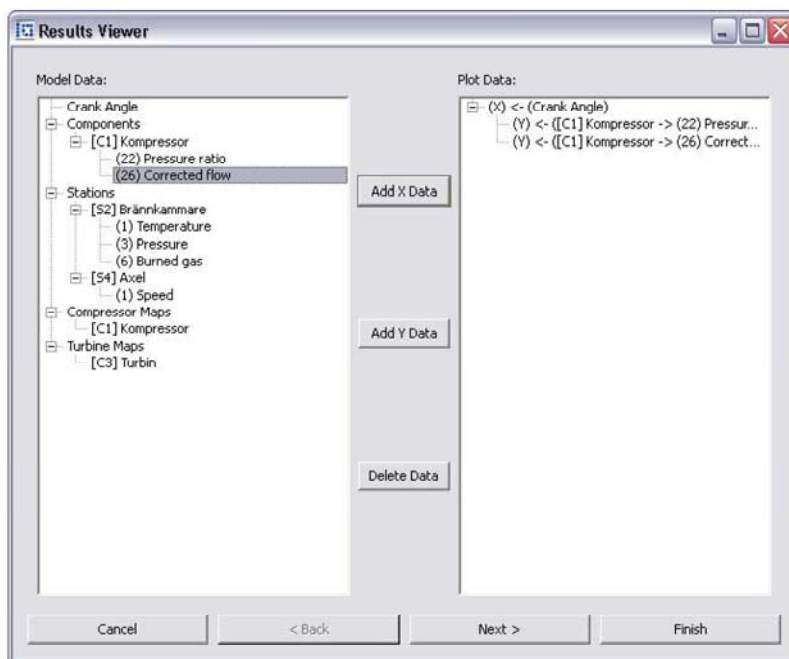 Results Viewer
Model Data:
Crank Angle
Components
[C1] Kompressor
(22) Pressure ratio
(26) Corrected flow
Stations
[S2] Brännkammare
(1) Temperature
(3) Pressure
(6) Burned gas
[S4] Axel
(1) Speed
Compressor Maps
[C1] Kompressor
Turbine Maps
[C3] Turbin
Add X Data
Add Y Data
Delete Data
Plot Data:
(X) <- (Crank Angle)
(Y) <- ([C1] Kompressor -> (22) Pressur...
(Y) <- ([C1] Kompressor -> (26) Correct...
Cancel
< Back
Next >
Finish